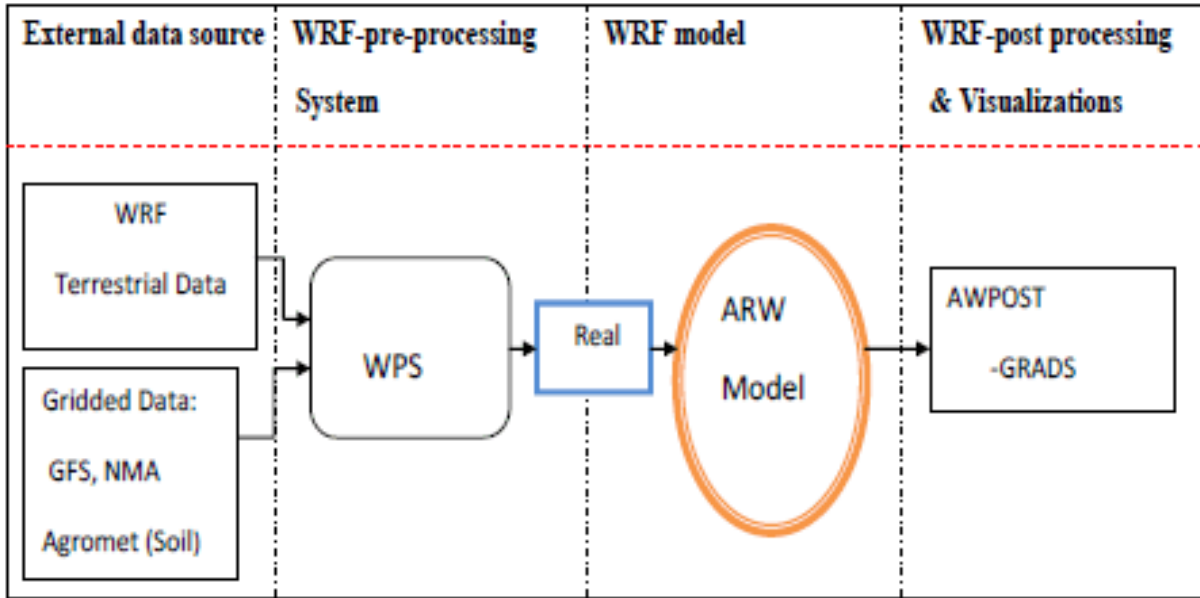 External data source
WRF-pre-processing
System
WRF model
WRF-post processing
& Visualizations
WRF
Terrestrial Data
Gridded Data:
GFS, NMA
Agromet (Soil)
WPS
Real
ARW
Model
AWPOST
-GRADS